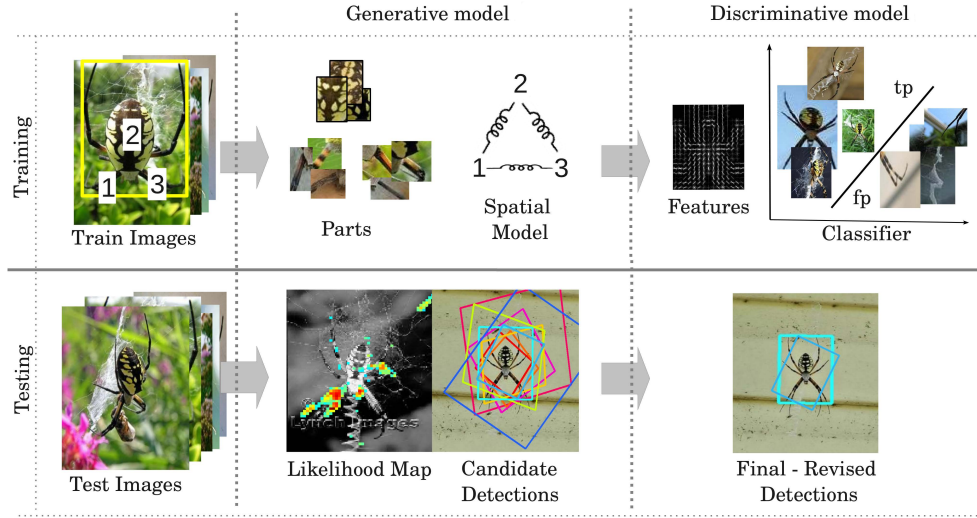 Generative model
Discriminative model
Training
2
1
3
Train Images
Parts
2
1
3
Spatial
Model
Features
tp
fp
Classifier
Testing
Test Images
Lynch Images
Likelihood Map
Candidate
Detections
Final - Revised
Detections